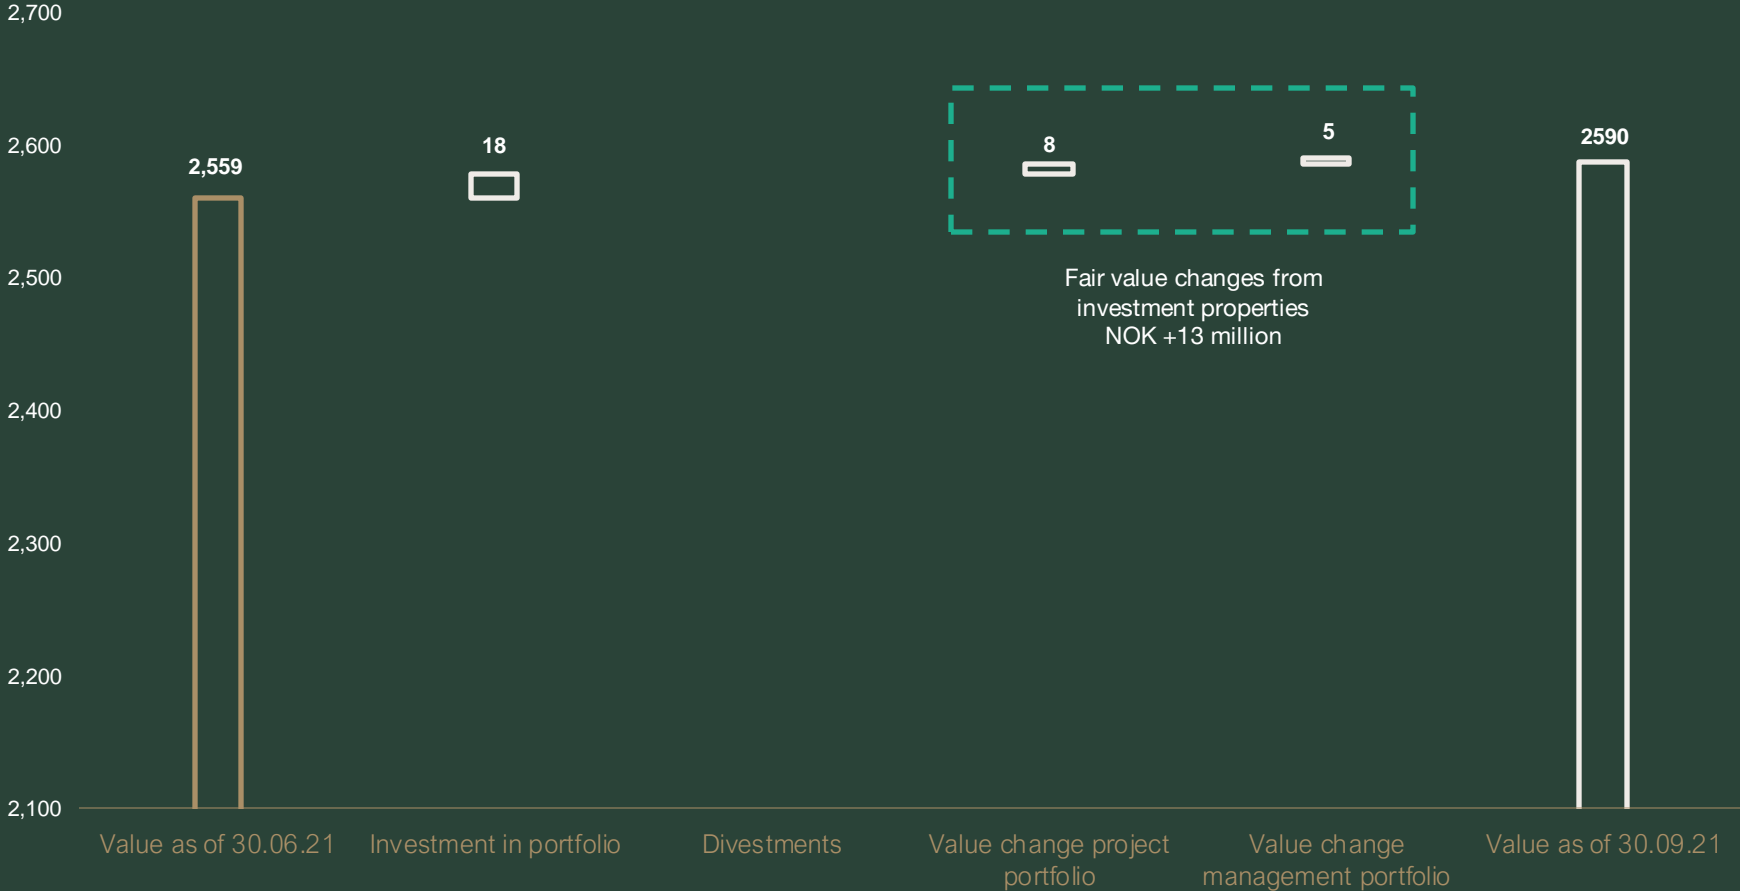 2,700
2,600
2,500
2,400
2,300
2,200
2,100
2,559
18
8
5
2590
Fair value changes from
investment properties
NOK +13 million
Value as of 30.06.21
Investment in portfolio
Divestments
Value change project
portfolio
Value change
management portfolio
Value as of 30.09.21